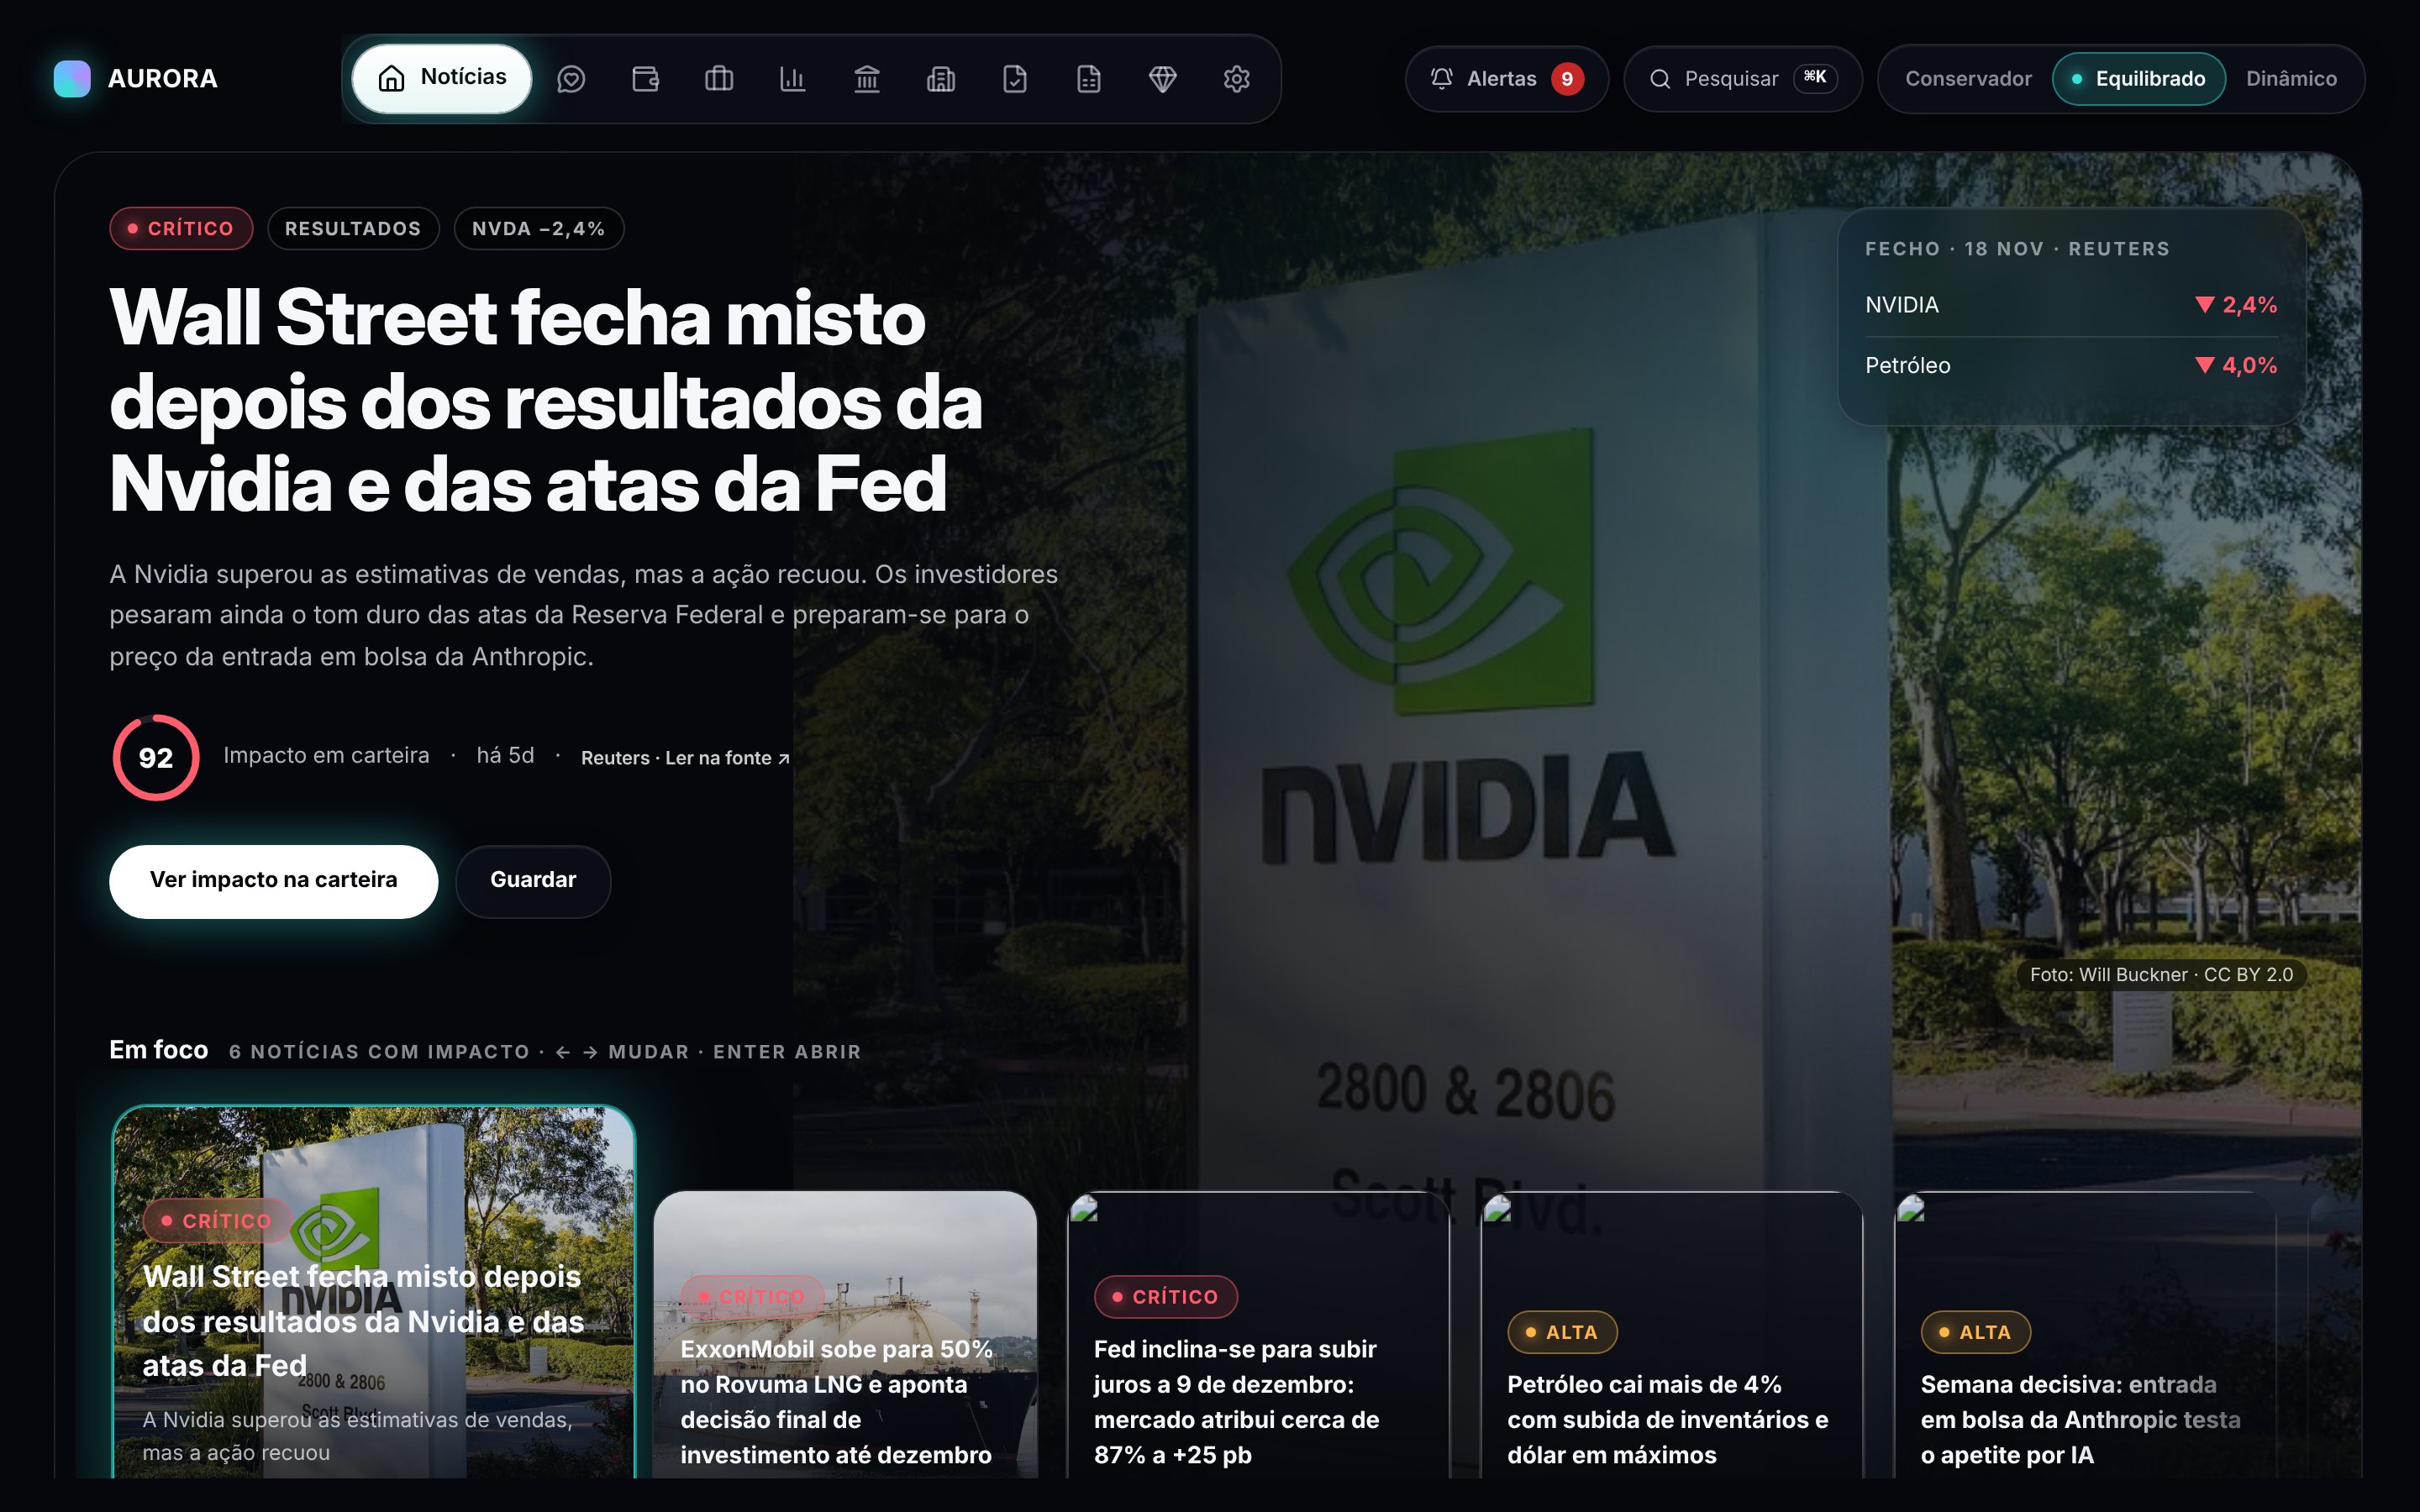 AURORA
Notícias
Alertas 9
Pesquisar ⌘K
Conservador
Equilibrado
Dinâmico
CRÍTICO
RESULTADOS
NVDA −2,4%
Wall Street fecha misto
depois dos resultados da
Nvidia e das atas da Fed
A Nvidia superou as estimativas de vendas, mas a ação recuou. Os investidores
pesaram ainda o tom duro das atas da Reserva Federal e preparam-se para o
preço da entrada em bolsa da Anthropic.
92 Impacto em carteira · há 5d · Reuters · Ler na fonte ↗
Ver impacto na carteira
Guardar
FECHO · 18 NOV · REUTERS
NVIDIA ▼ 2,4%
Petróleo ▼ 4,0%
nVIDIA
2800 & 2806
Scott Blvd.
Foto: Will Buckner · CC BY 2.0
Em foco 6 NOTÍCIAS COM IMPACTO · ← → MUDAR · ENTER ABRIR
CRÍTICO
Wall Street fecha misto depois
dos resultados da Nvidia e das
atas da Fed
A Nvidia superou as estimativas de vendas,
mas a ação recuou
nVIDIA
2800 & 2806
Scott Blvd.
CRÍTICO
ExxonMobil sobe para 50%
no Rovuma LNG e aponta
decisão final de
investimento até dezembro
CRÍTICO
Fed inclina-se para subir
juros a 9 de dezembro:
mercado atribui cerca de
87% a +25 pb
ALTA
Petróleo cai mais de 4%
com subida de inventários e
dólar em máximos
ALTA
Semana decisiva: entrada
em bolsa da Anthropic testa
o apetite por IA